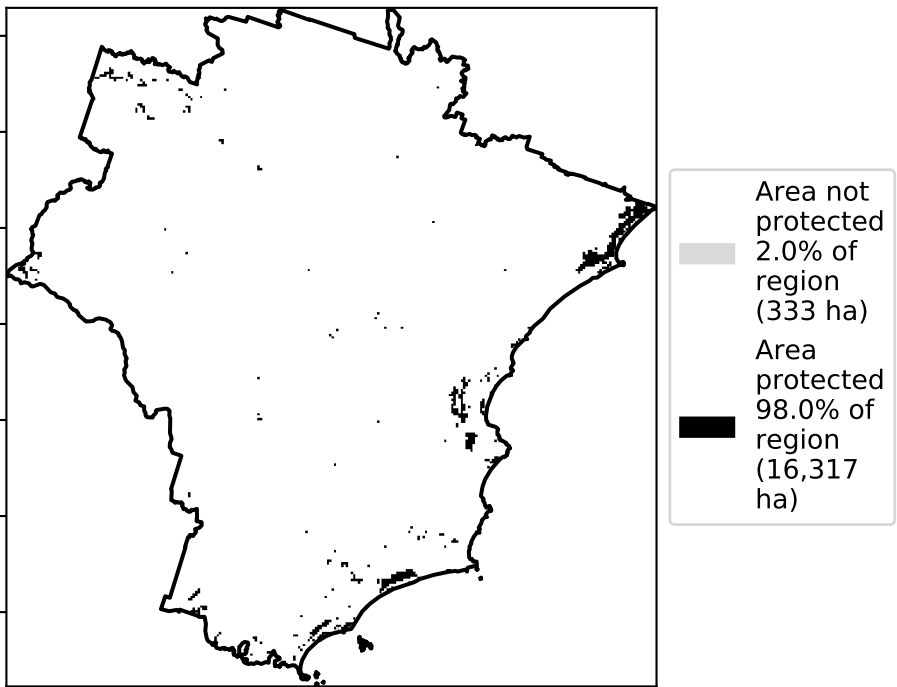 Area not
protected
2.0% of
region
(333 ha)
Area
protected
98.0% of
region
(16,317
ha)